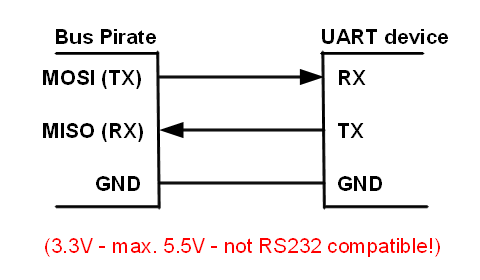 Bus Pirate UART device
MOSI (TX) RX
MISO (RX) TX
GND GND
(3.3V - max. 5.5V - not RS232 compatible!)